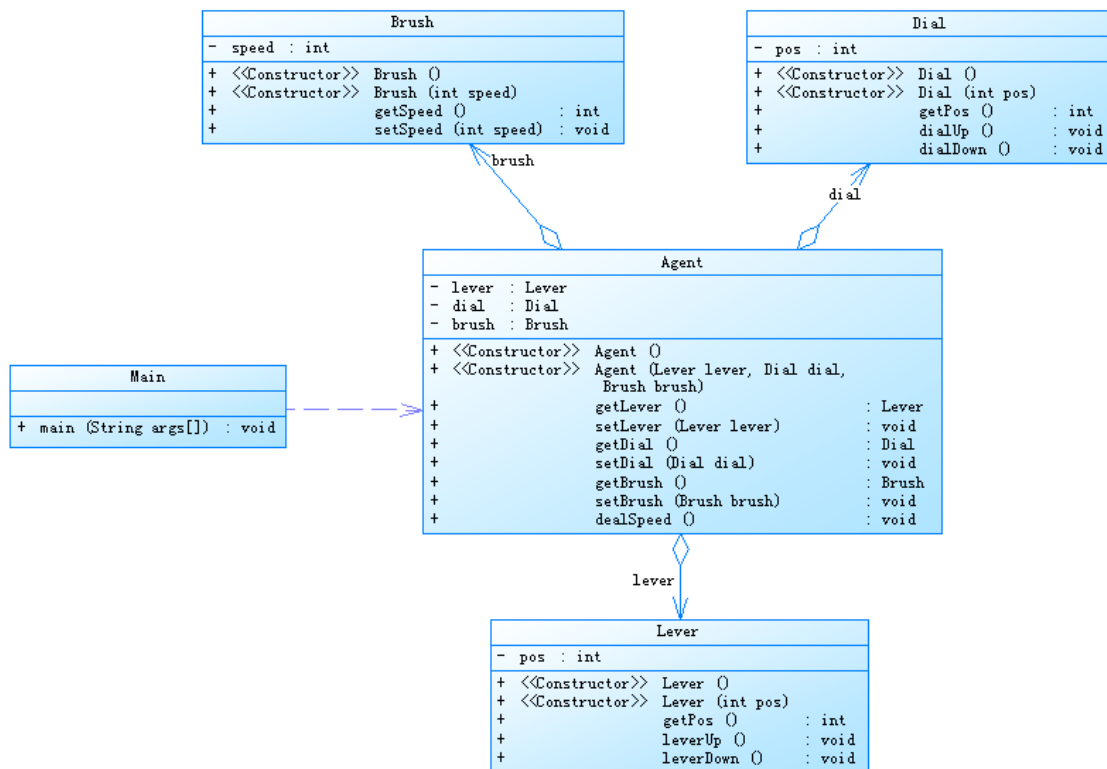 Brush
- speed : int
+ <<Constructor>> Brush ()
+ <<Constructor>> Brush (int speed)
+ getSpeed () : int
+ setSpeed (int speed) : void
Dial
- pos : int
+ <<Constructor>> Dial ()
+ <<Constructor>> Dial (int pos)
+ getPos () : int
+ dialUp () : void
+ dialDown () : void
brush
dial
Agent
- lever : Lever
- dial : Dial
- brush : Brush
+ <<Constructor>> Agent ()
+ <<Constructor>> Agent (Lever lever, Dial dial,
Brush brush)
+ getLever () : Lever
+ setLever (Lever lever) : void
+ getDial () : Dial
+ setDial (Dial dial) : void
+ getBrush () : Brush
+ setBrush (Brush brush) : void
+ dealSpeed () : void
Main
+ main (String args[]) : void
lever
Lever
- pos : int
+ <<Constructor>> Lever ()
+ <<Constructor>> Lever (int pos)
+ getPos () : int
+ leverUp () : void
+ leverDown () : void